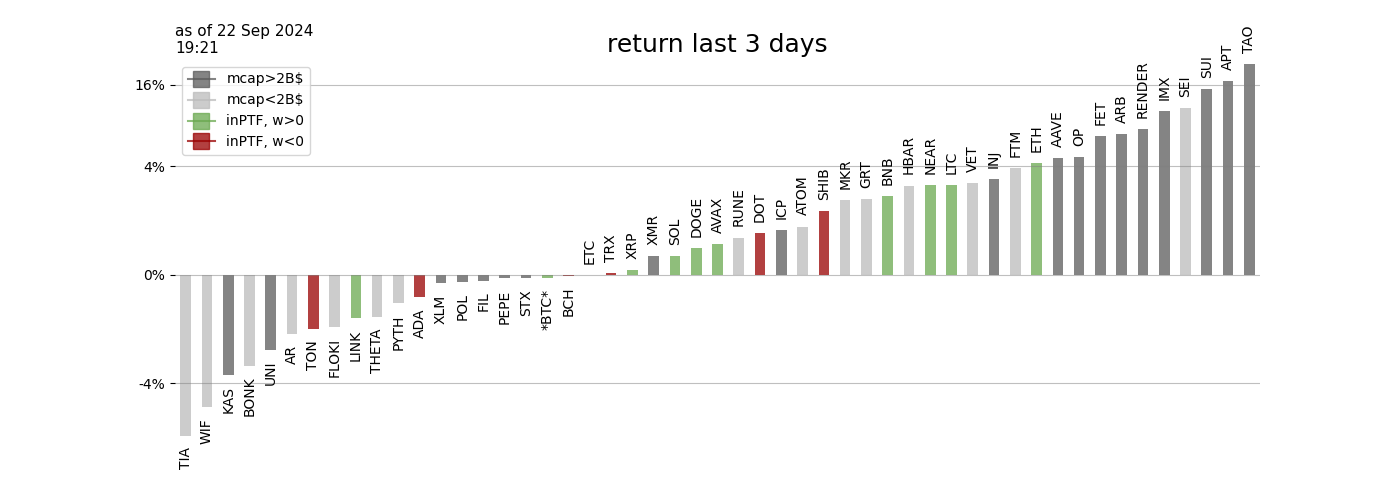 as of 22 Sep 2024
19:21
return last 3 days
mcap>2B$
mcap<2B$
inPTF, w>0
inPTF, w<0
16%
4%
0%
-4%
TIA
WIF
KAS
BONK
UNI
AR
TON
FLOKI
LINK
THETA
PYTH
ADA
XLM
POL
FIL
PEPE
STX
*BTC*
BCH
ETC
TRX
XRP
XMR
SOL
DOGE
AVAX
RUNE
DOT
ICP
ATOM
SHIB
MKR
GRT
BNB
HBAR
NEAR
LTC
VET
INJ
FTM
ETH
AAVE
OP
FET
ARB
RENDER
IMX
SEI
SUI
APT
TAO